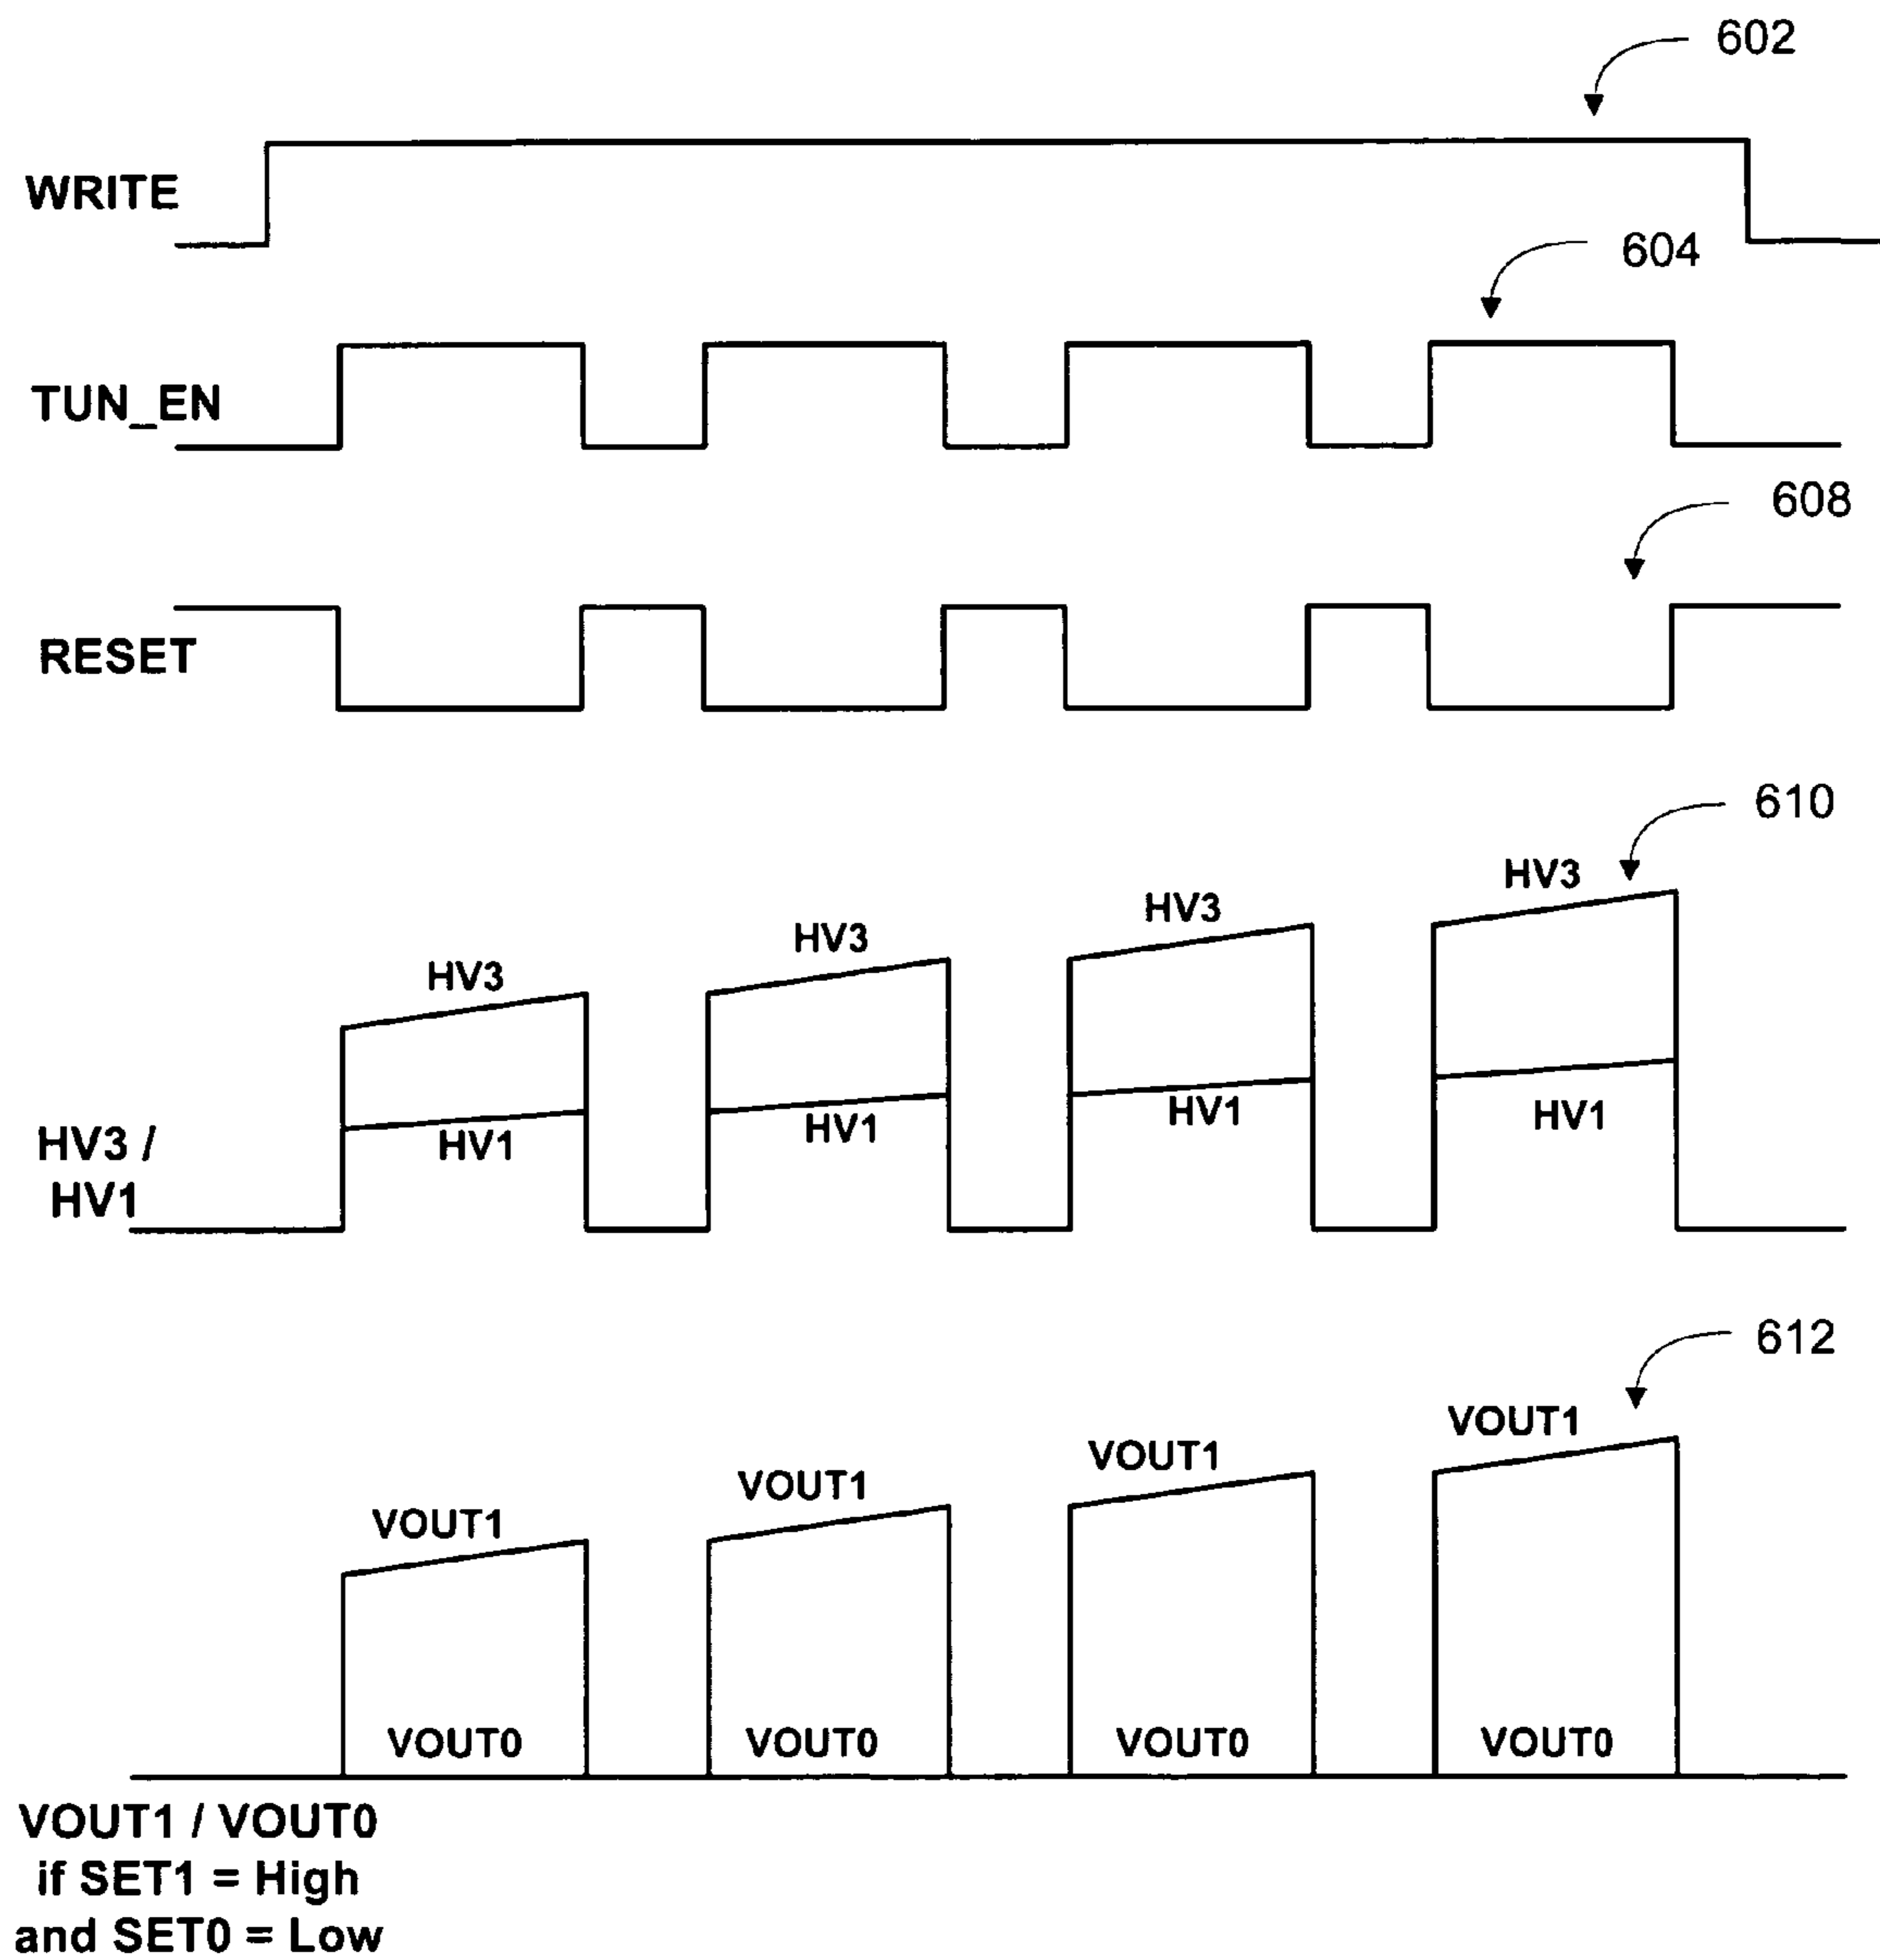 602
WRITE
604
TUN_EN
608
RESET
610
HV3
HV3
HV3
HV3
HV1
HV1
HV1
HV1
HV3 /
HV1
612
VOUT1
VOUT1
VOUT1
VOUT1
VOUT0
VOUT0
VOUT0
VOUT0
VOUT1 / VOUT0
if SET1 = High
and SET0 = Low